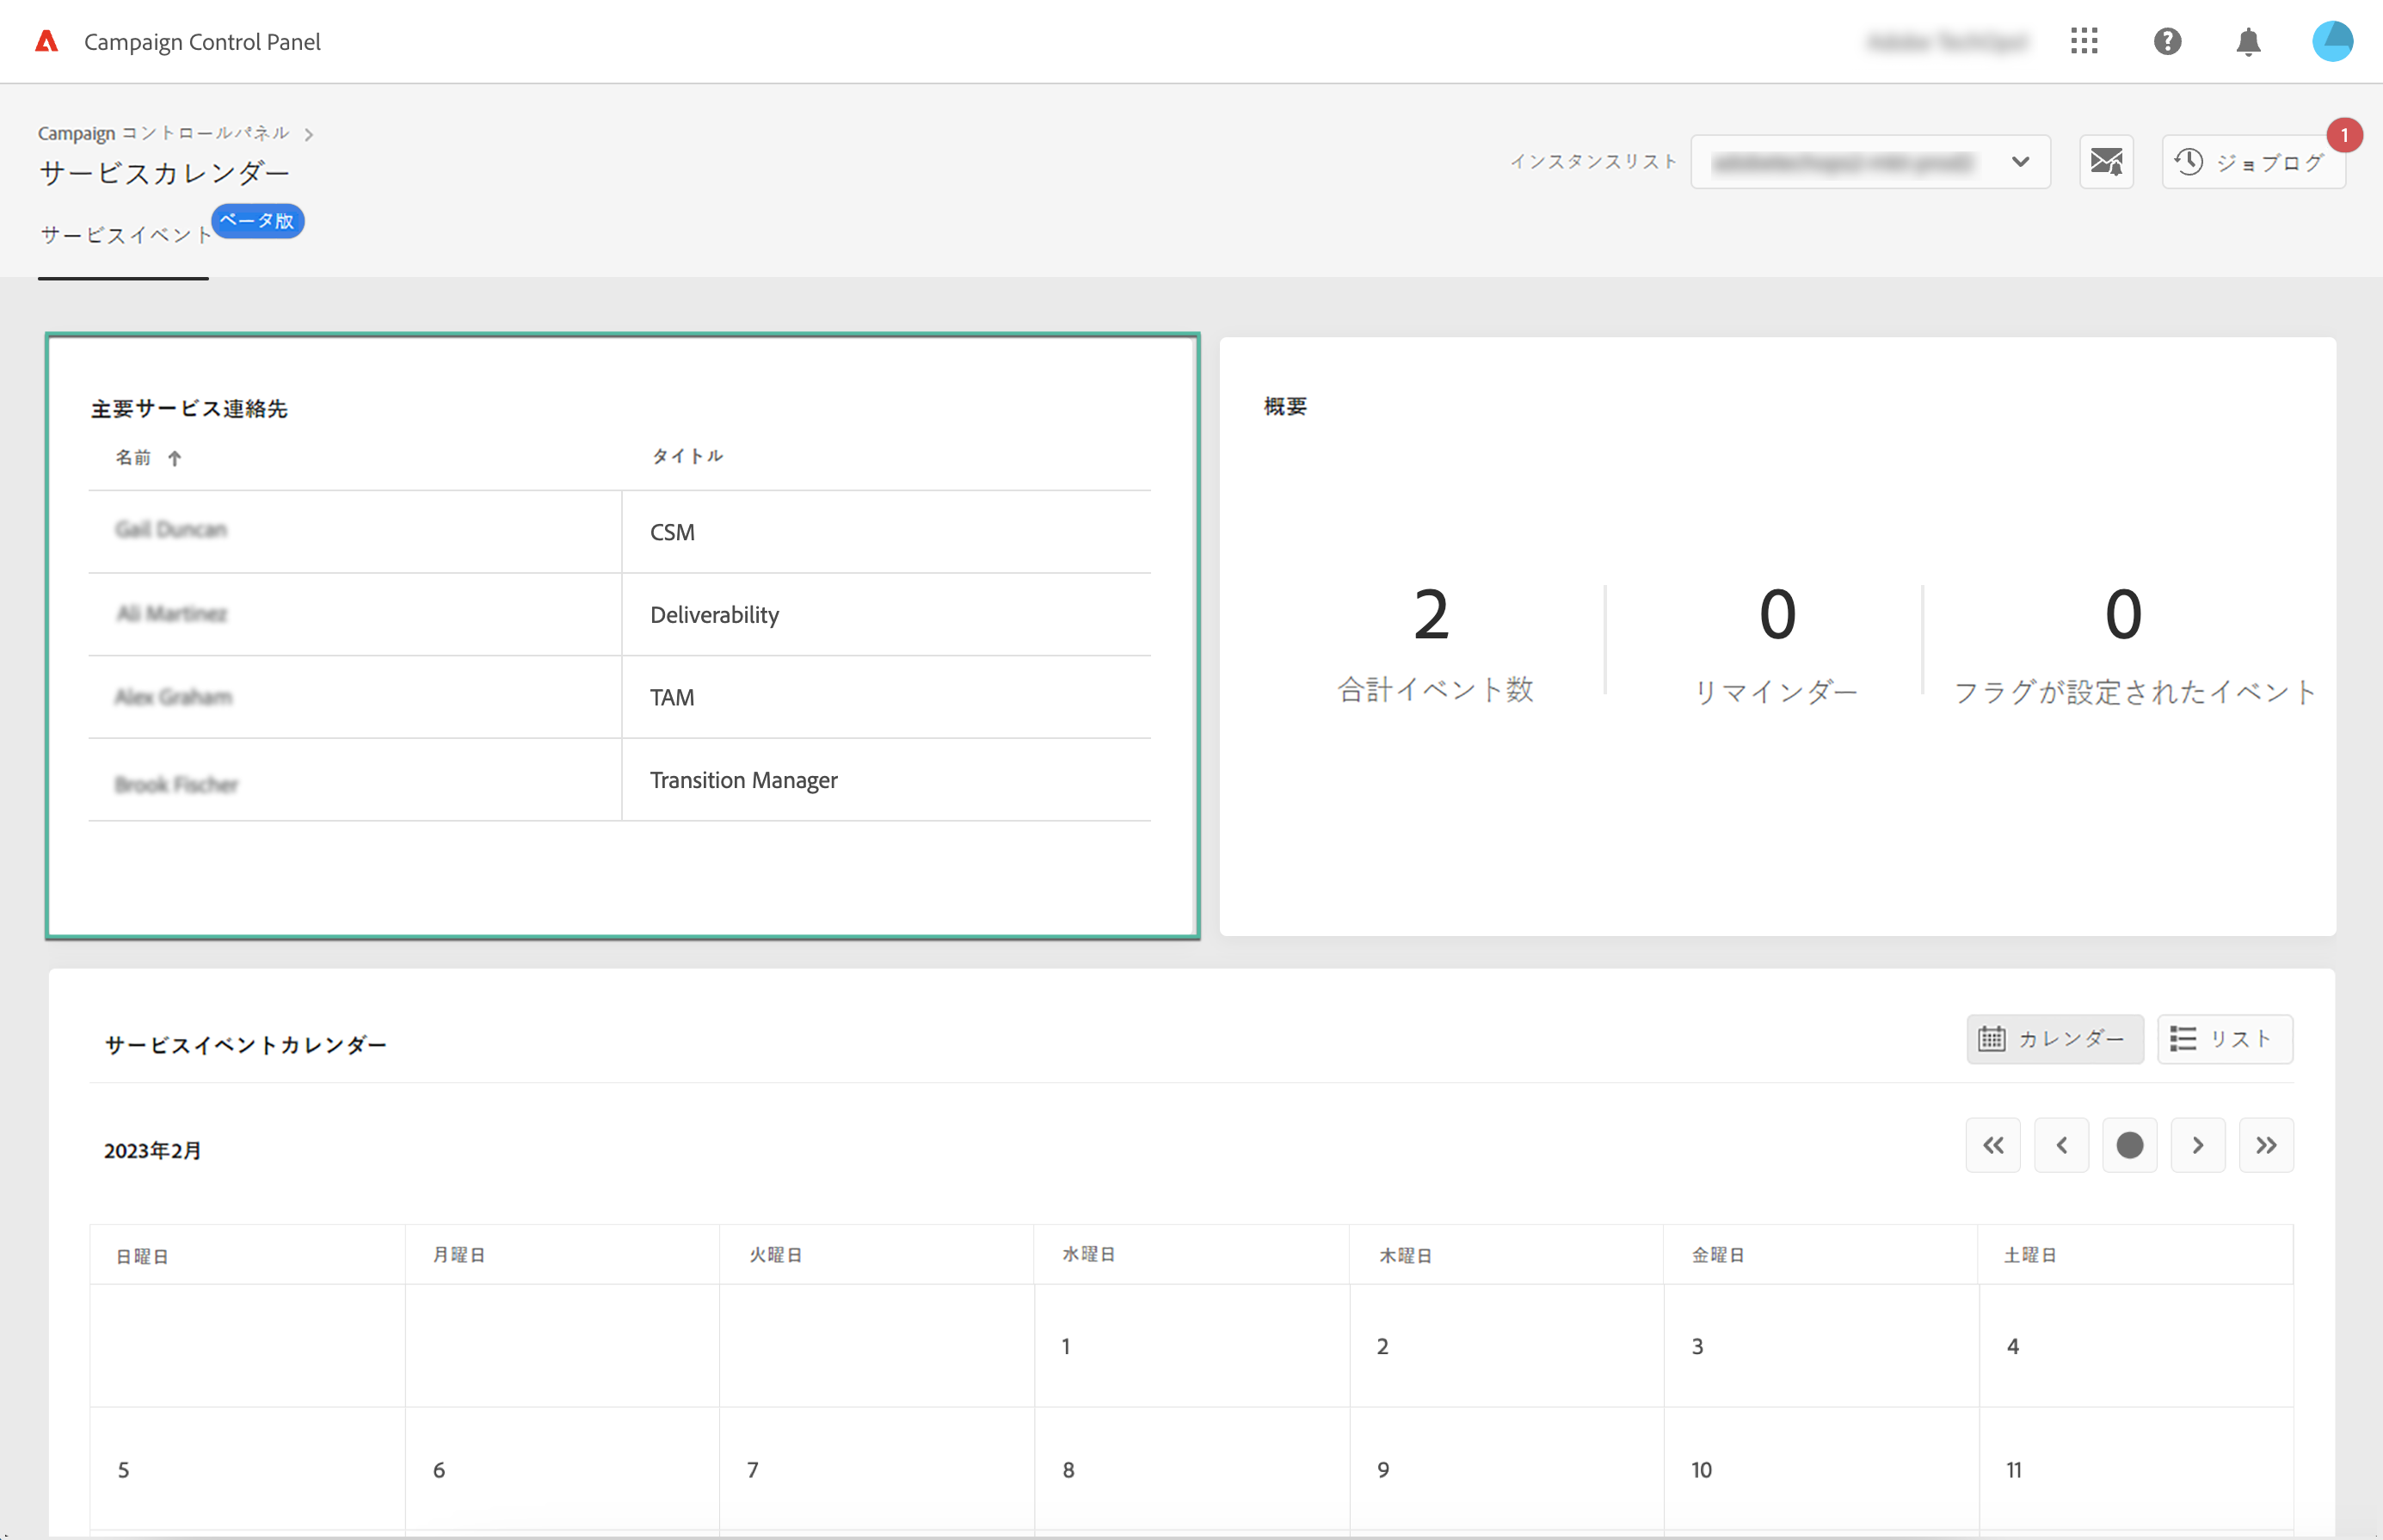 Campaign Control Panel
Campaign コントロールパネル
サービスカレンダー
サービスイベント
ベータ版
インスタンスリスト
ジョブログ
1
主要サービス連絡先
名前 タイトル
Gail Duncan CSM
Ali Martinez Deliverability
Alex Graham TAM
Brook Fischer Transition Manager
概要
2 0 0
合計イベント数 リマインダー フラグが設定されたイベント
サービスイベントカレンダー
カレンダー リスト
2023年2月
日曜日 月曜日 火曜日 水曜日 木曜日 金曜日 土曜日
1 2 3 4
5 6 7 8 9 10 11